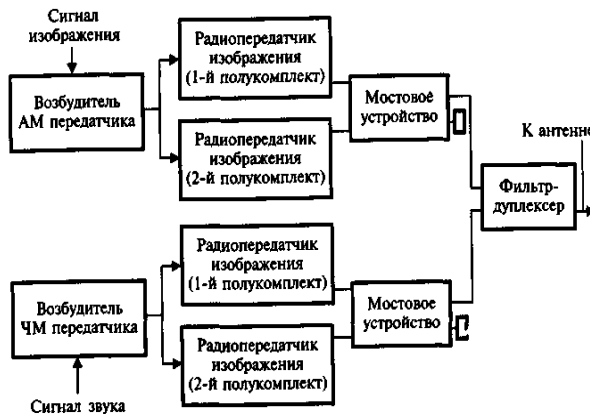 Сигнал
изображения
Возбудитель
АМ передатчика
Радиопередатчик
изображения
(1-й полукомплект)
Радиопередатчик
изображения
(2-й полукомплект)
Мостовое
устройство
К антенне
Фильтр-
дуплексер
Возбудитель
ЧМ передатчика
Сигнал звука
Радиопередатчик
изображения
(1-й полукомплект)
Радиопередатчик
изображения
(2-й полукомплект)
Мостовое
устройство